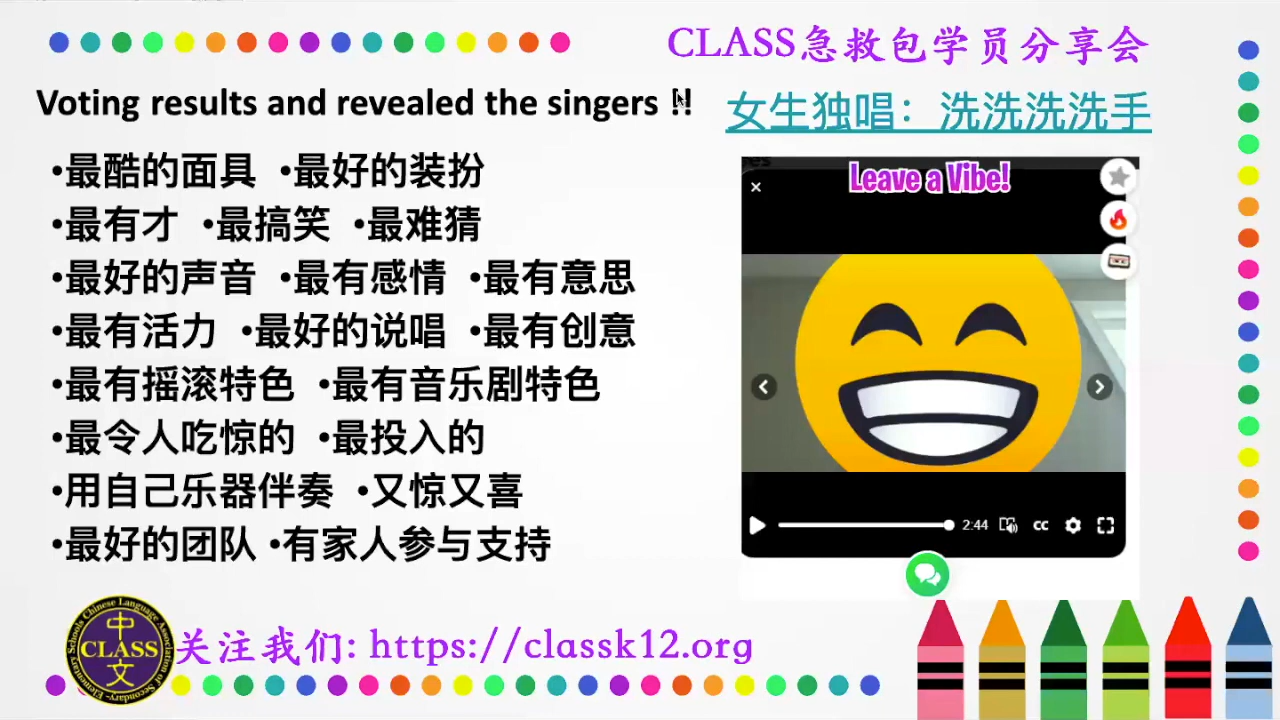 CLASS急救包学员分享会
Voting results and revealed the singers !!
女生独唱：洗洗洗洗手
•最酷的面具 •最好的装扮
•最有才 •最搞笑 •最难猜
•最好的声音 •最有感情 •最有意思
•最有活力 •最好的说唱 •最有创意
•最有摇滚特色 •最有音乐剧特色
•最令人吃惊的 •最投入的
•用自己乐器伴奏 •又惊又喜
•最好的团队 •有家人参与支持
Leave a Vibe!
2:44
CC
Chinese Language Association of Secondary-Elementary Schools
中
CLASS
文
关注我们: https://classk12.org